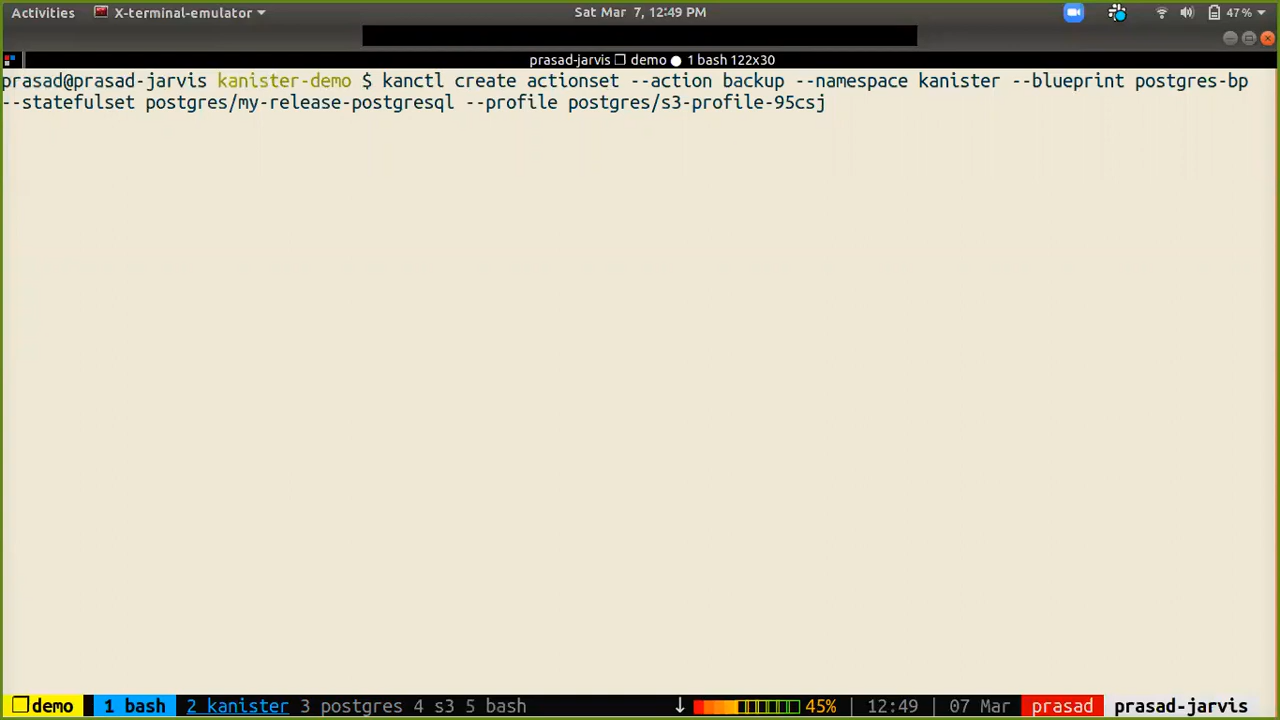 Activities X-terminal-emulator Sat Mar 7, 12:49 PM 47%
prasad-jarvis ❐ demo ● 1 bash 122x30
prasad@prasad-jarvis kanister-demo $ kanctl create actionset --action backup --namespace kanister --blueprint postgres-bp
--statefulset postgres/my-release-postgresql --profile postgres/s3-profile-95csj
❐demo 1 bash 2 kanister 3 postgres 4 s3 5 bash ↓ 45% | 12:49 | 07 Mar prasad prasad-jarvis